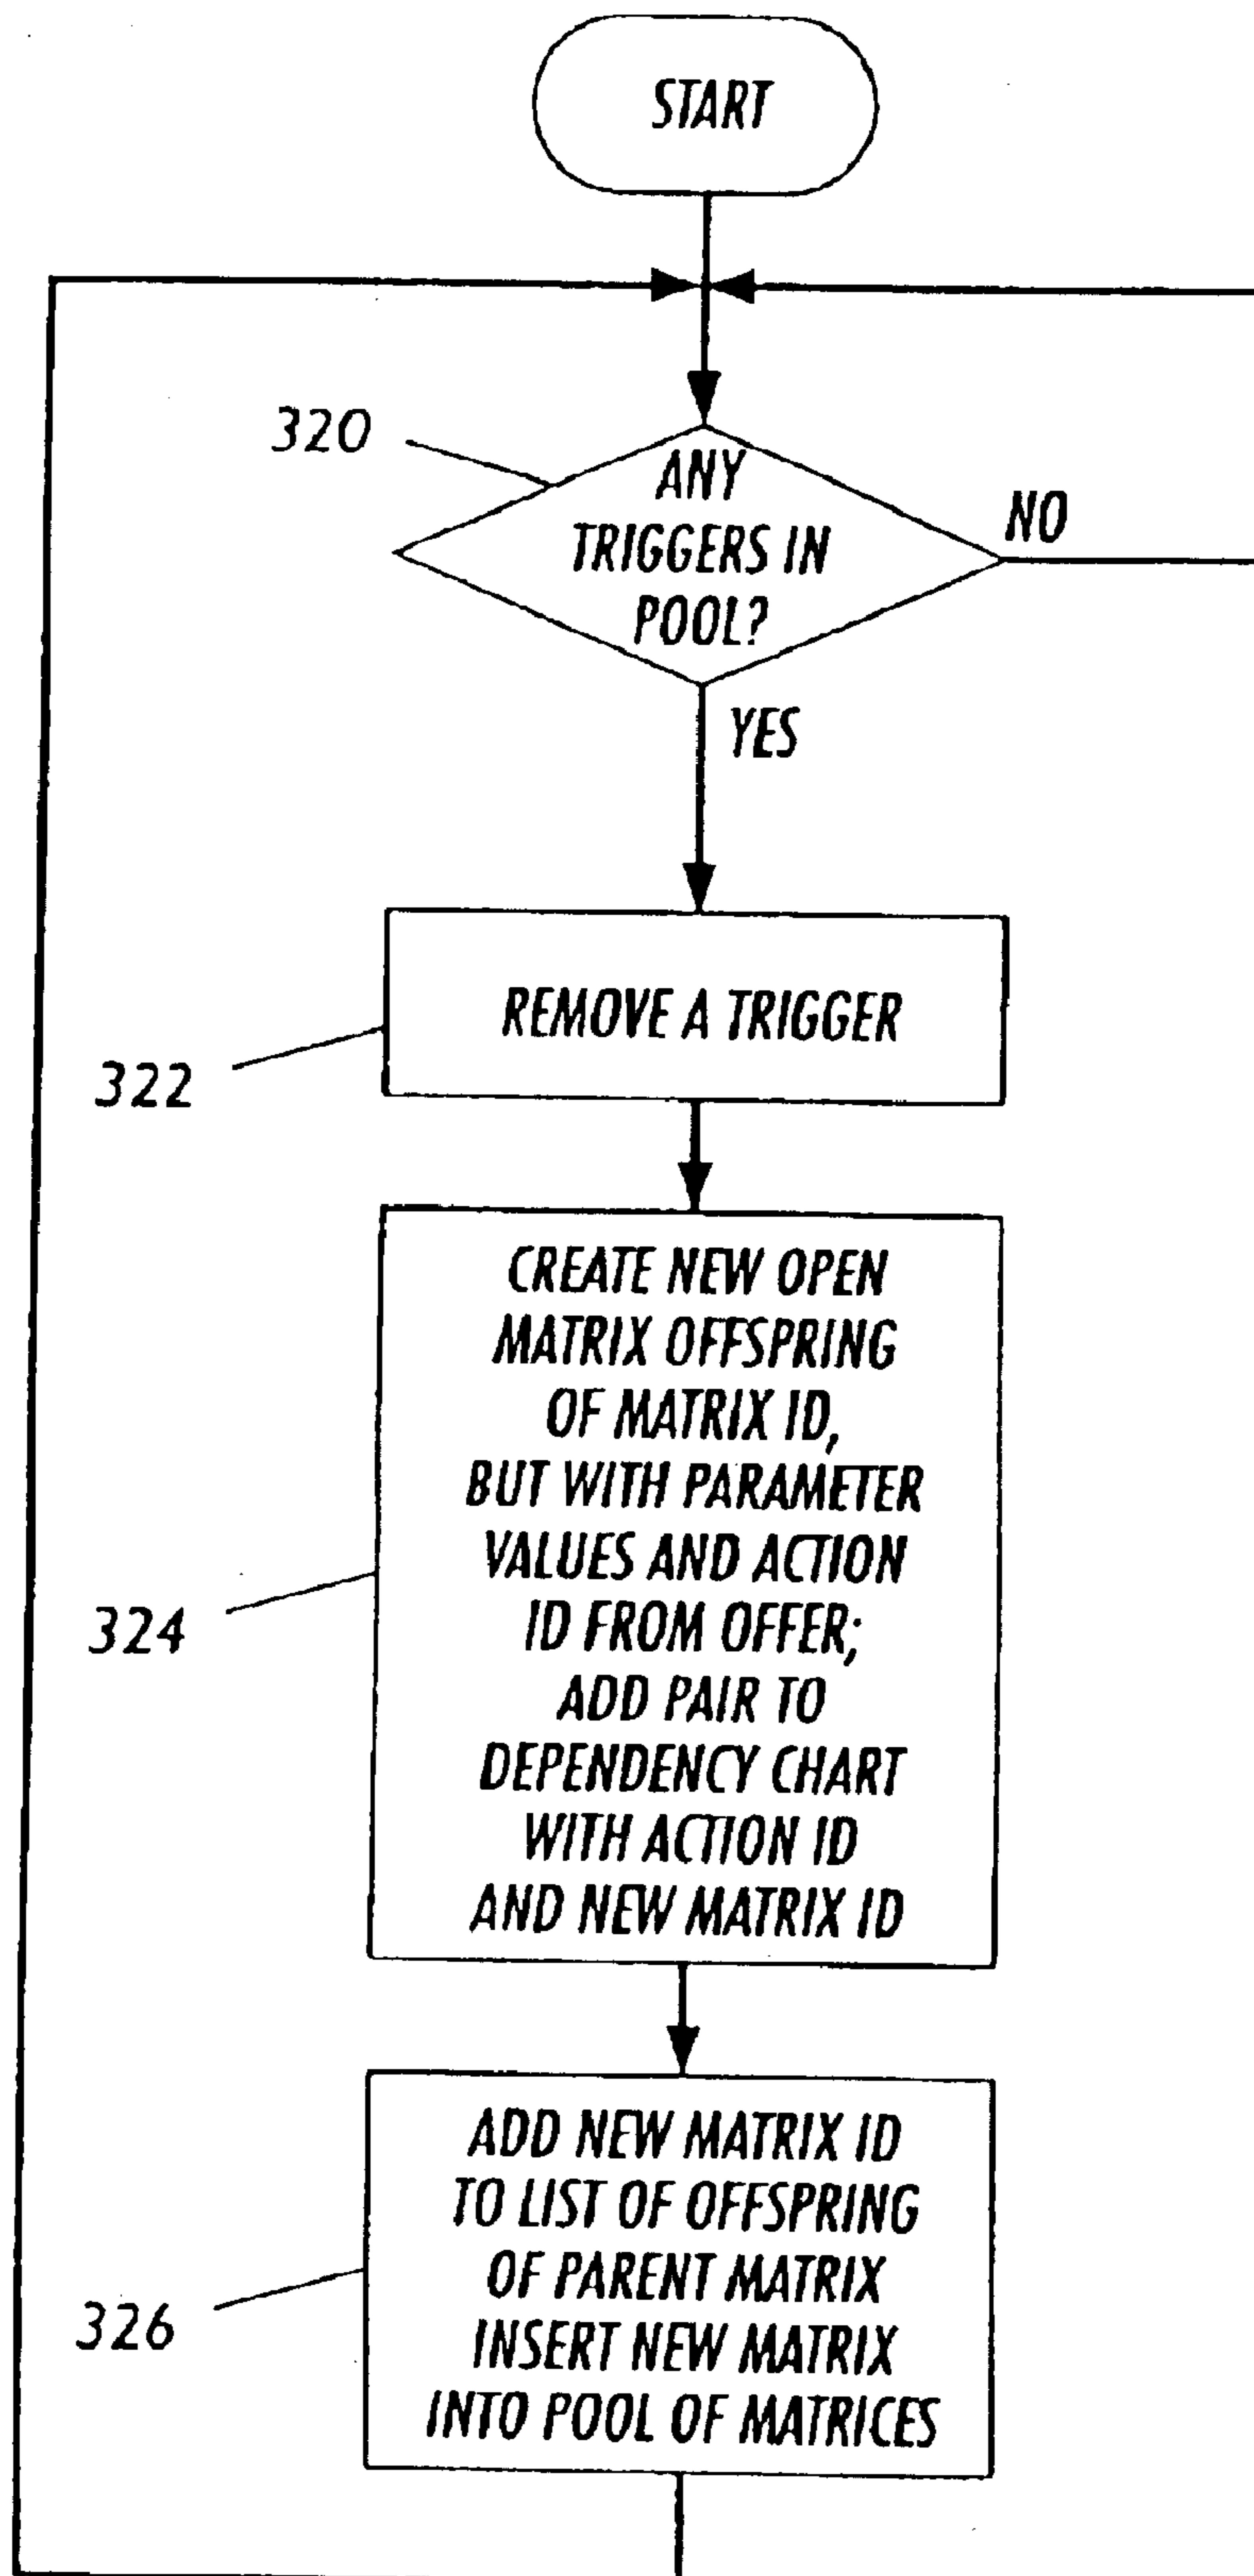 START
320
ANY
TRIGGERS IN
POOL?
NO
YES
REMOVE A TRIGGER
322
CREATE NEW OPEN
MATRIX OFFSPRING
OF MATRIX ID,
BUT WITH PARAMETER
VALUES AND ACTION
ID FROM OFFER;
ADD PAIR TO
DEPENDENCY CHART
WITH ACTION ID
AND NEW MATRIX ID
324
ADD NEW MATRIX ID
TO LIST OF OFFSPRING
OF PARENT MATRIX
INSERT NEW MATRIX
INTO POOL OF MATRICES
326